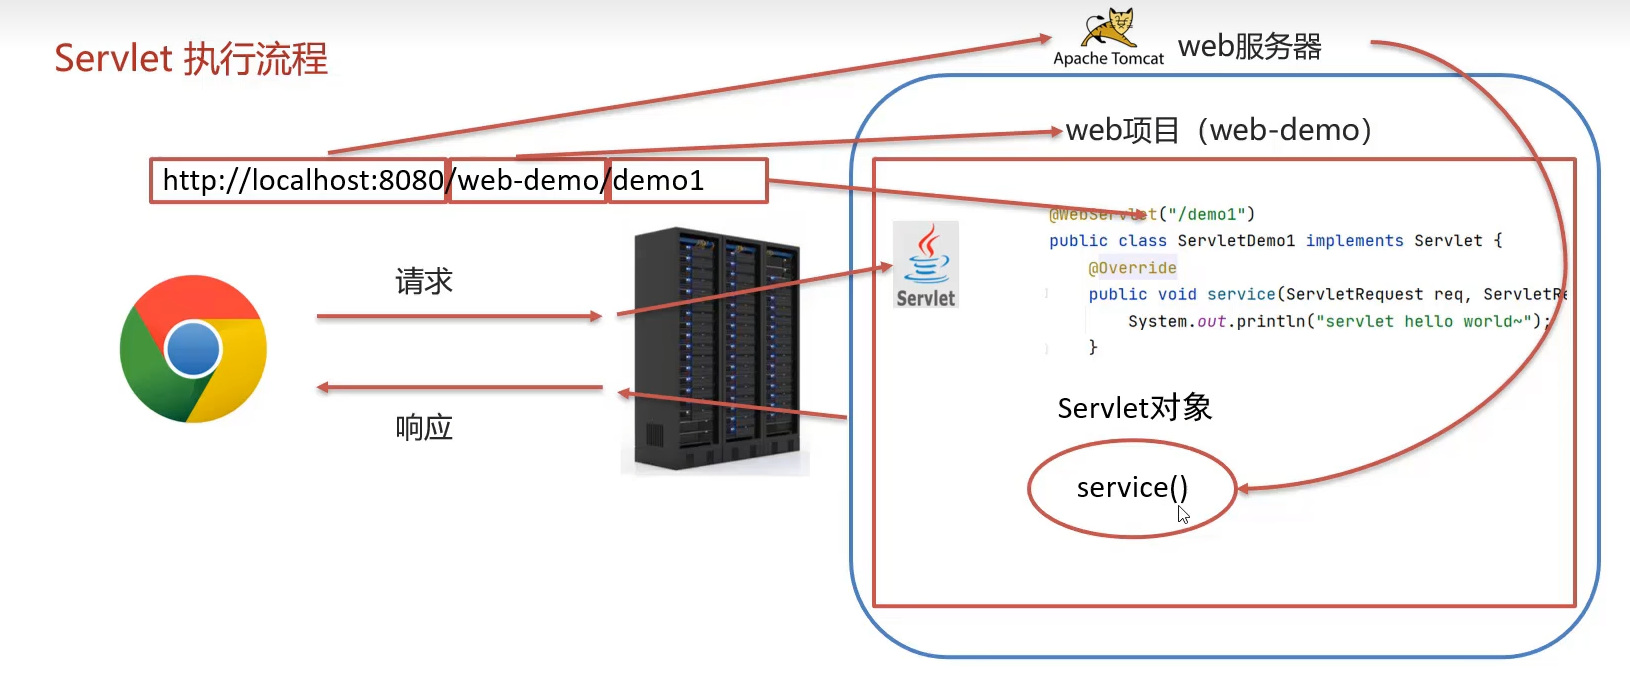 Servlet 执行流程
Apache Tomcat
web服务器
web项目（web-demo）
http://localhost:8080/web-demo/demo1
请求
响应
Servlet
@WebServlet("/demo1")
public class ServletDemo1 implements Servlet {
@Override
public void service(ServletRequest req, ServletRe
System.out.println("servlet hello world~");
}
Servlet对象
service()